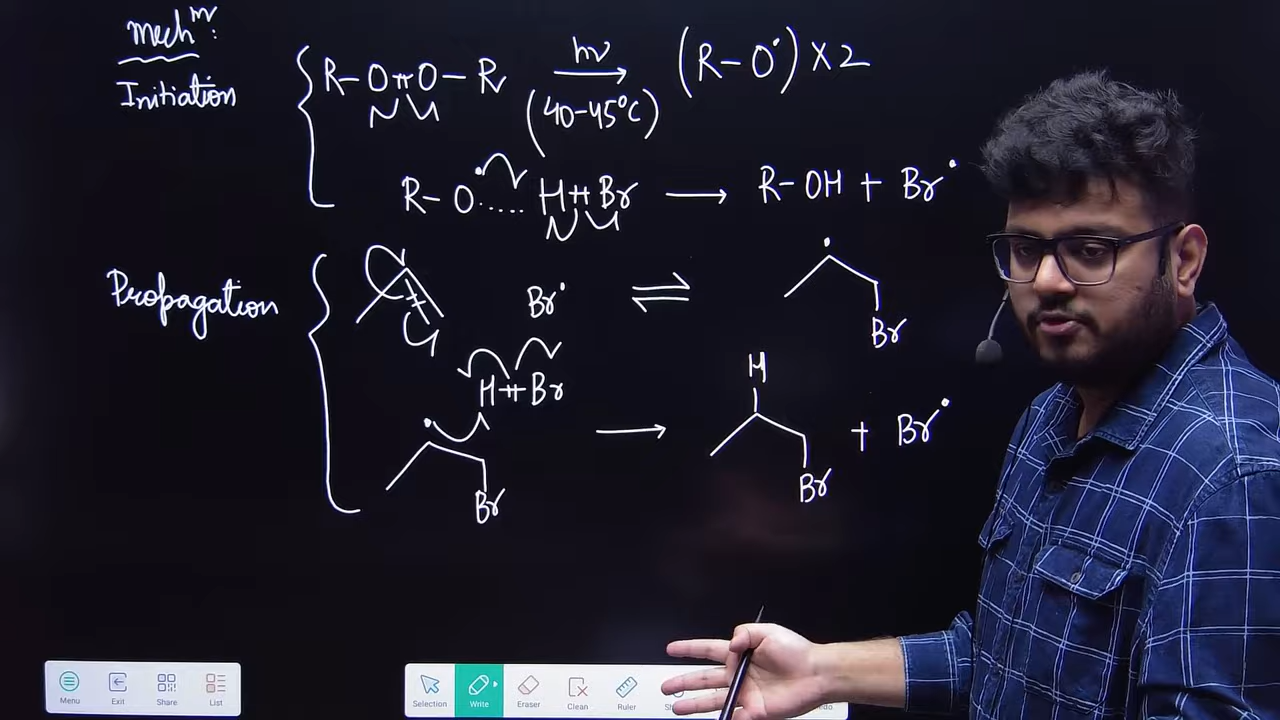 Mechᵐ:
Initiation
R-O++O-R hν (R-O•)×2
(40-45°C)
R-O•..... H++Br → R-OH + Br•
Propagation
Br• ⇌
Br
H++Br
H
→ + Br•
Br
Br
Menu Exit Share List
Selection Write Eraser Clean Ruler